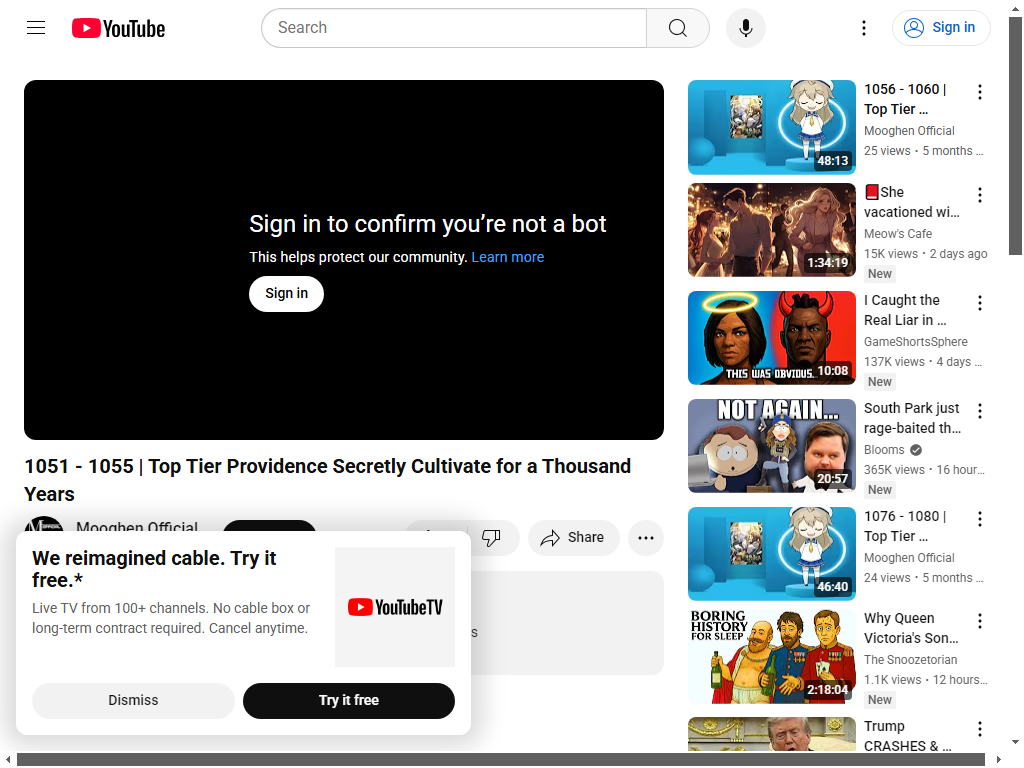 YouTube
Search
Sign in
Sign in to confirm you’re not a bot
This helps protect our community. Learn more
Sign in
1051 - 1055 | Top Tier Providence Secretly Cultivate for a Thousand
Years
Mooghen Official
Share
We reimagined cable. Try it
free.*
Live TV from 100+ channels. No cable box or
long-term contract required. Cancel anytime.
YouTubeTV
Dismiss
Try it free
48:13
1056 - 1060 |
Top Tier ...
Mooghen Official
25 views • 5 months ...
1:34:19
She
vacationed wi...
Meow's Cafe
15K views • 2 days ago
New
THIS WAS OBVIOUS...
10:08
I Caught the
Real Liar in ...
GameShortsSphere
137K views • 4 days ...
New
NOT AGAIN...
20:57
South Park just
rage-baited th...
Blooms
365K views • 16 hour...
New
46:40
1076 - 1080 |
Top Tier ...
Mooghen Official
24 views • 5 months ...
BORING
HISTORY
FOR SLEEP
2:18:04
Why Queen
Victoria's Son...
The Snoozetorian
1.1K views • 12 hours...
New
Trump
CRASHES & ...